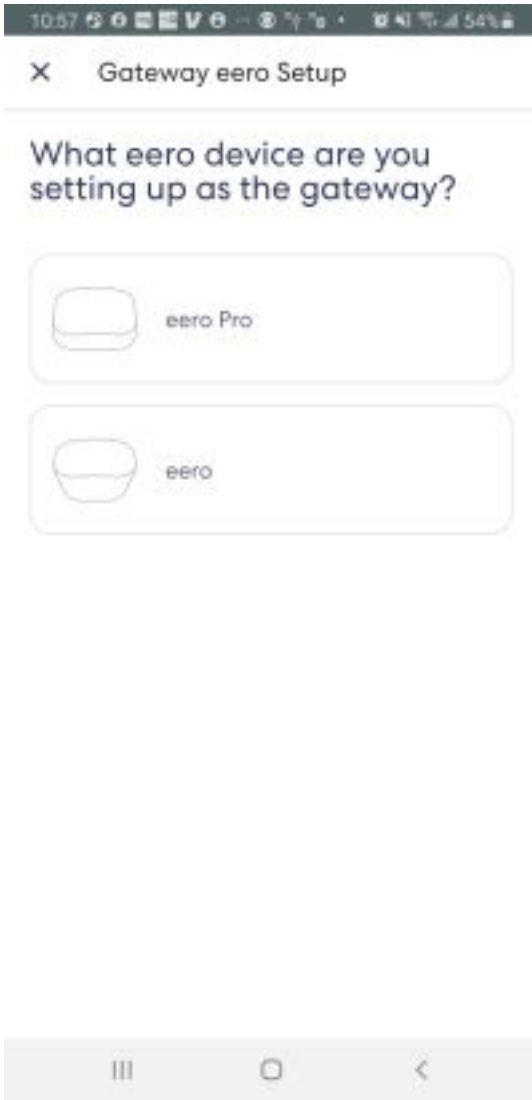 10:57 54%
Gateway eero Setup
What eero device are you
setting up as the gateway?
eero Pro
eero